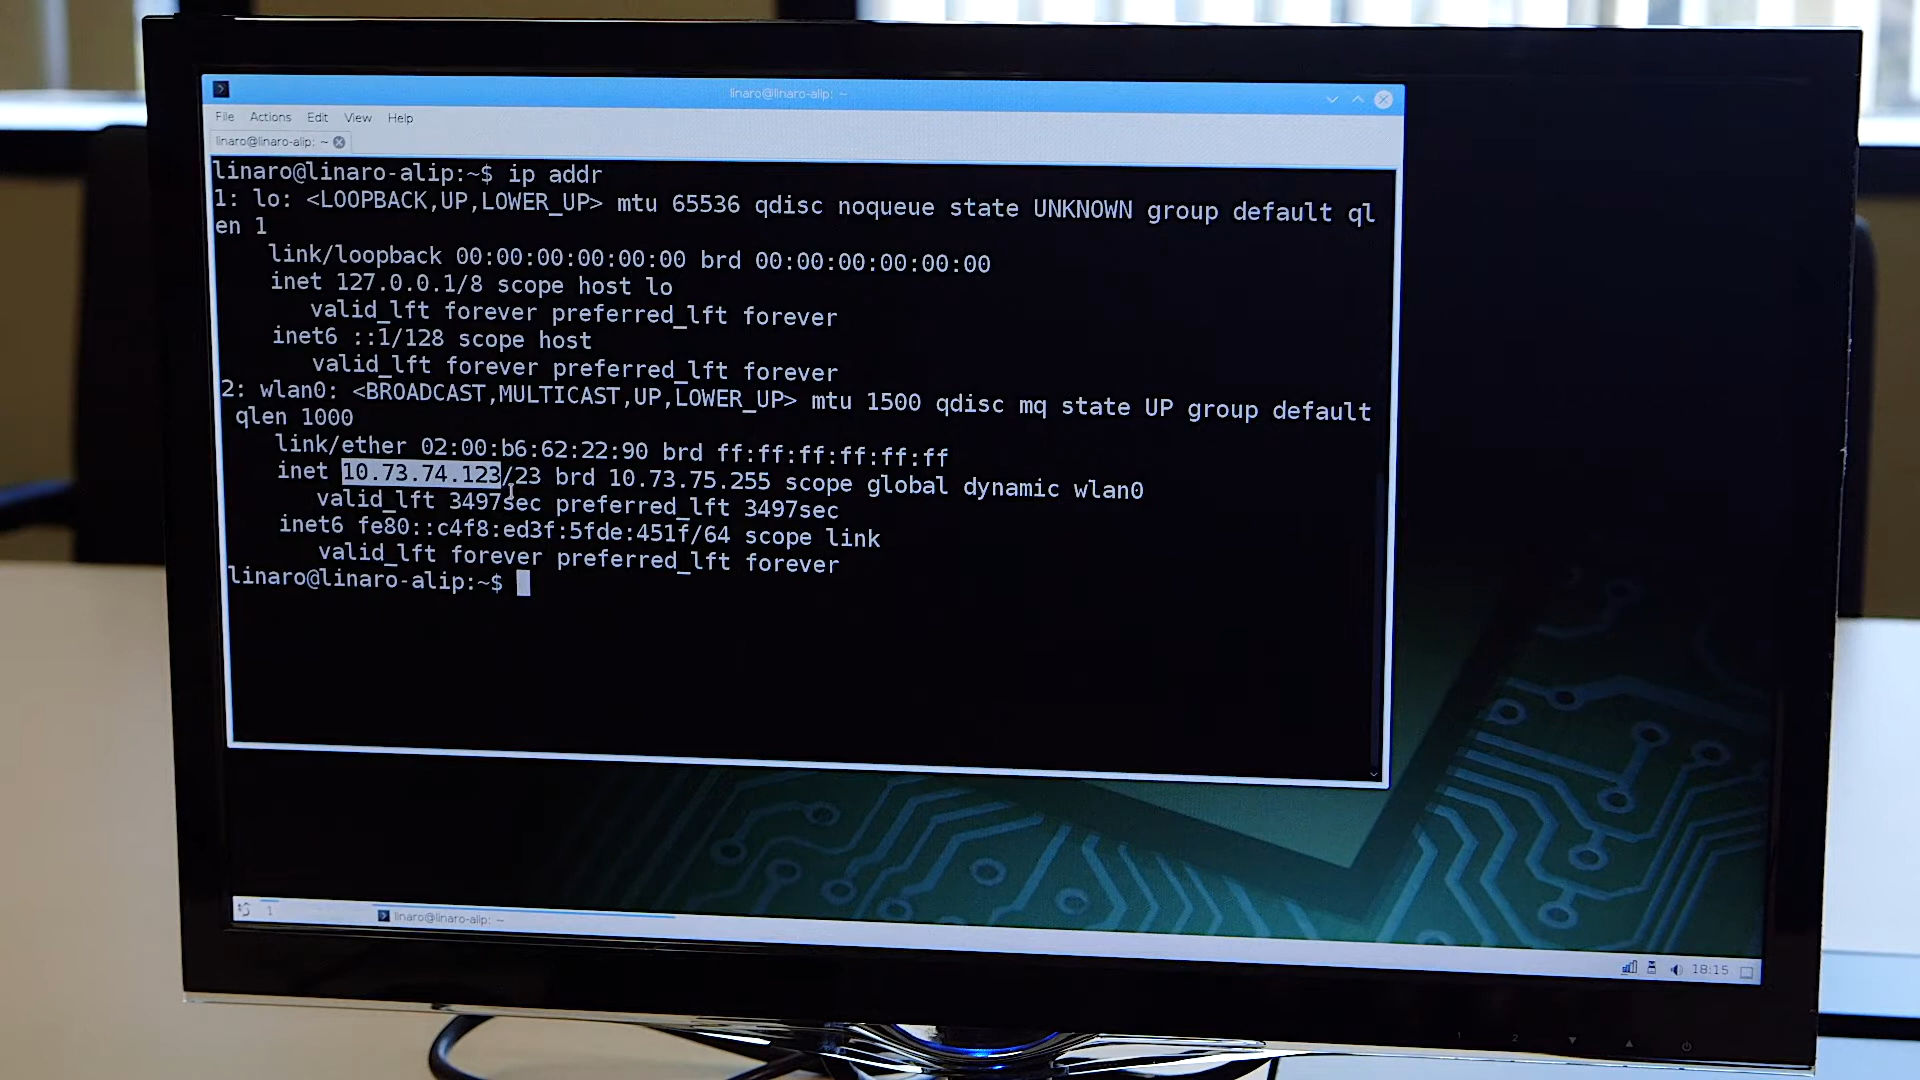 linaro@linaro-alip: ~
File Actions Edit View Help
linaro@linaro-alip: ~
linaro@linaro-alip:~$ ip addr
1: lo: <LOOPBACK,UP,LOWER_UP> mtu 65536 qdisc noqueue state UNKNOWN group default ql
en 1
link/loopback 00:00:00:00:00:00 brd 00:00:00:00:00:00
inet 127.0.0.1/8 scope host lo
valid_lft forever preferred_lft forever
inet6 ::1/128 scope host
valid_lft forever preferred_lft forever
2: wlan0: <BROADCAST,MULTICAST,UP,LOWER_UP> mtu 1500 qdisc mq state UP group default
qlen 1000
link/ether 02:00:b6:62:22:90 brd ff:ff:ff:ff:ff:ff
inet 10.73.74.123/23 brd 10.73.75.255 scope global dynamic wlan0
valid_lft 3497sec preferred_lft 3497sec
inet6 fe80::c4f8:ed3f:5fde:451f/64 scope link
valid_lft forever preferred_lft forever
linaro@linaro-alip:~$
1
linaro@linaro-alip: ~
18:15
1 2